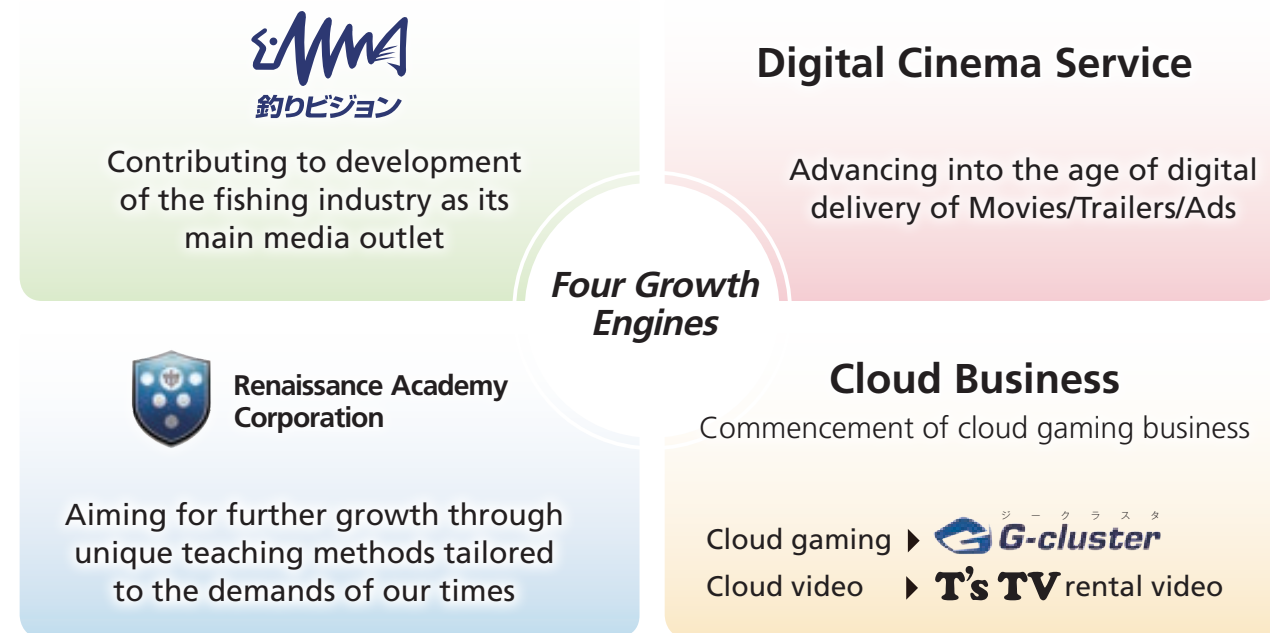 釣りビジョン
Contributing to development
of the fishing industry as its
main media outlet
Digital Cinema Service
Advancing into the age of digital
delivery of Movies/Trailers/Ads
Four Growth
Engines
Renaissance Academy
Corporation
Aiming for further growth through
unique teaching methods tailored
to the demands of our times
Cloud Business
Commencement of cloud gaming business
ジークラスタ
Cloud gaming ▶ G-cluster
Cloud video ▶ T's TV rental video